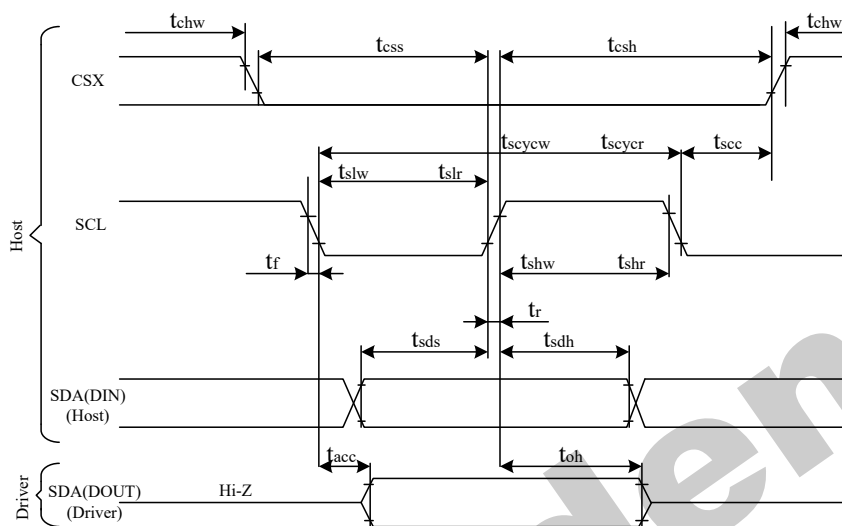 tchw
tchw
tcss
tcsh
CSX
tscycw
tscycr
tscc
tslw
tslr
SCL
Host
tf
tshw
tshr
tr
tsds
tsdh
SDA(DIN)
(Host)
tacc
toh
Hi-Z
SDA(DOUT)
(Driver)
Driver